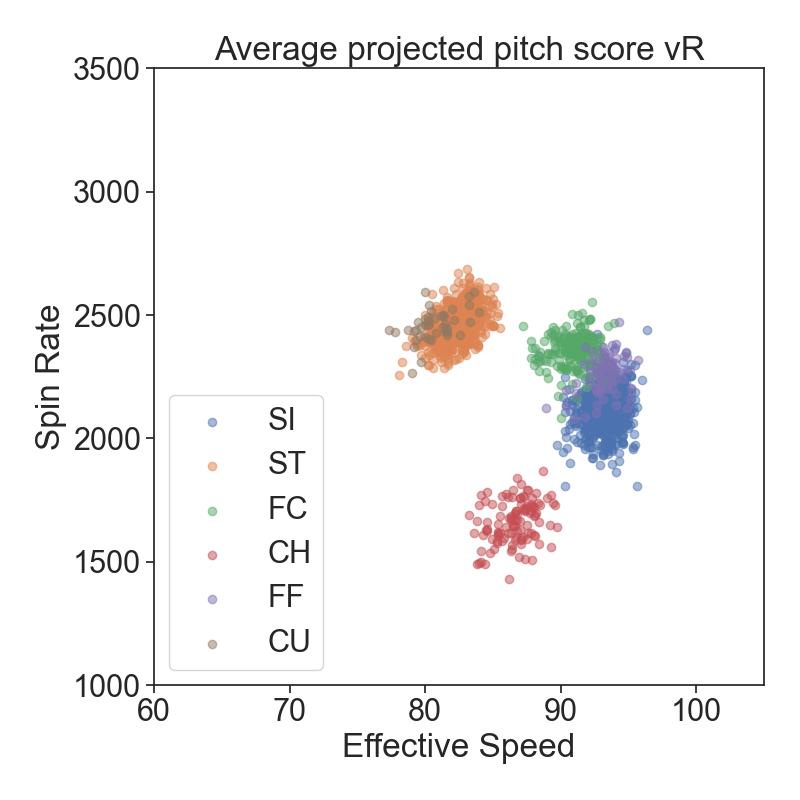 Average projected pitch score vR
3500
3000
2500
2000
1500
1000
Spin Rate
SI
ST
FC
CH
FF
CU
60 70 80 90 100
Effective Speed